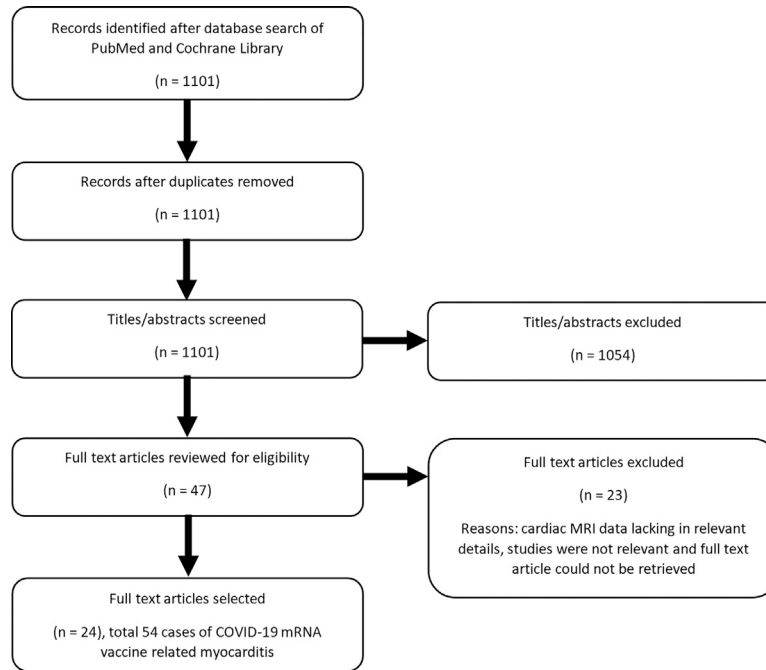 Records identified after database search of
PubMed and Cochrane Library
(n = 1101)
Records after duplicates removed
(n = 1101)
Titles/abstracts screened
(n = 1101)
Titles/abstracts excluded
(n = 1054)
Full text articles reviewed for eligibility
(n = 47)
Full text articles excluded
(n = 23)
Reasons: cardiac MRI data lacking in relevant
details, studies were not relevant and full text
article could not be retrieved
Full text articles selected
(n = 24), total 54 cases of COVID-19 mRNA
vaccine related myocarditis